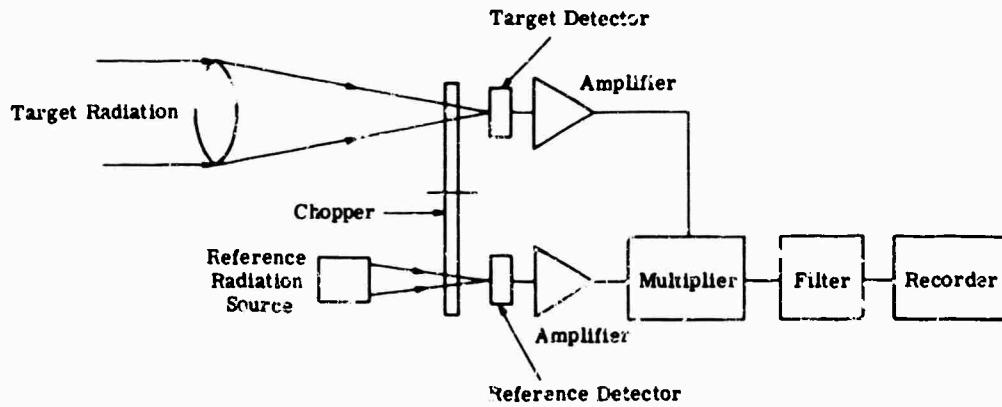 Target Detector
Amplifier
Target Radiation
Chopper
Reference
Radiation
Source
Multiplier
Filter
Recorder
Amplifier
Reference Detector